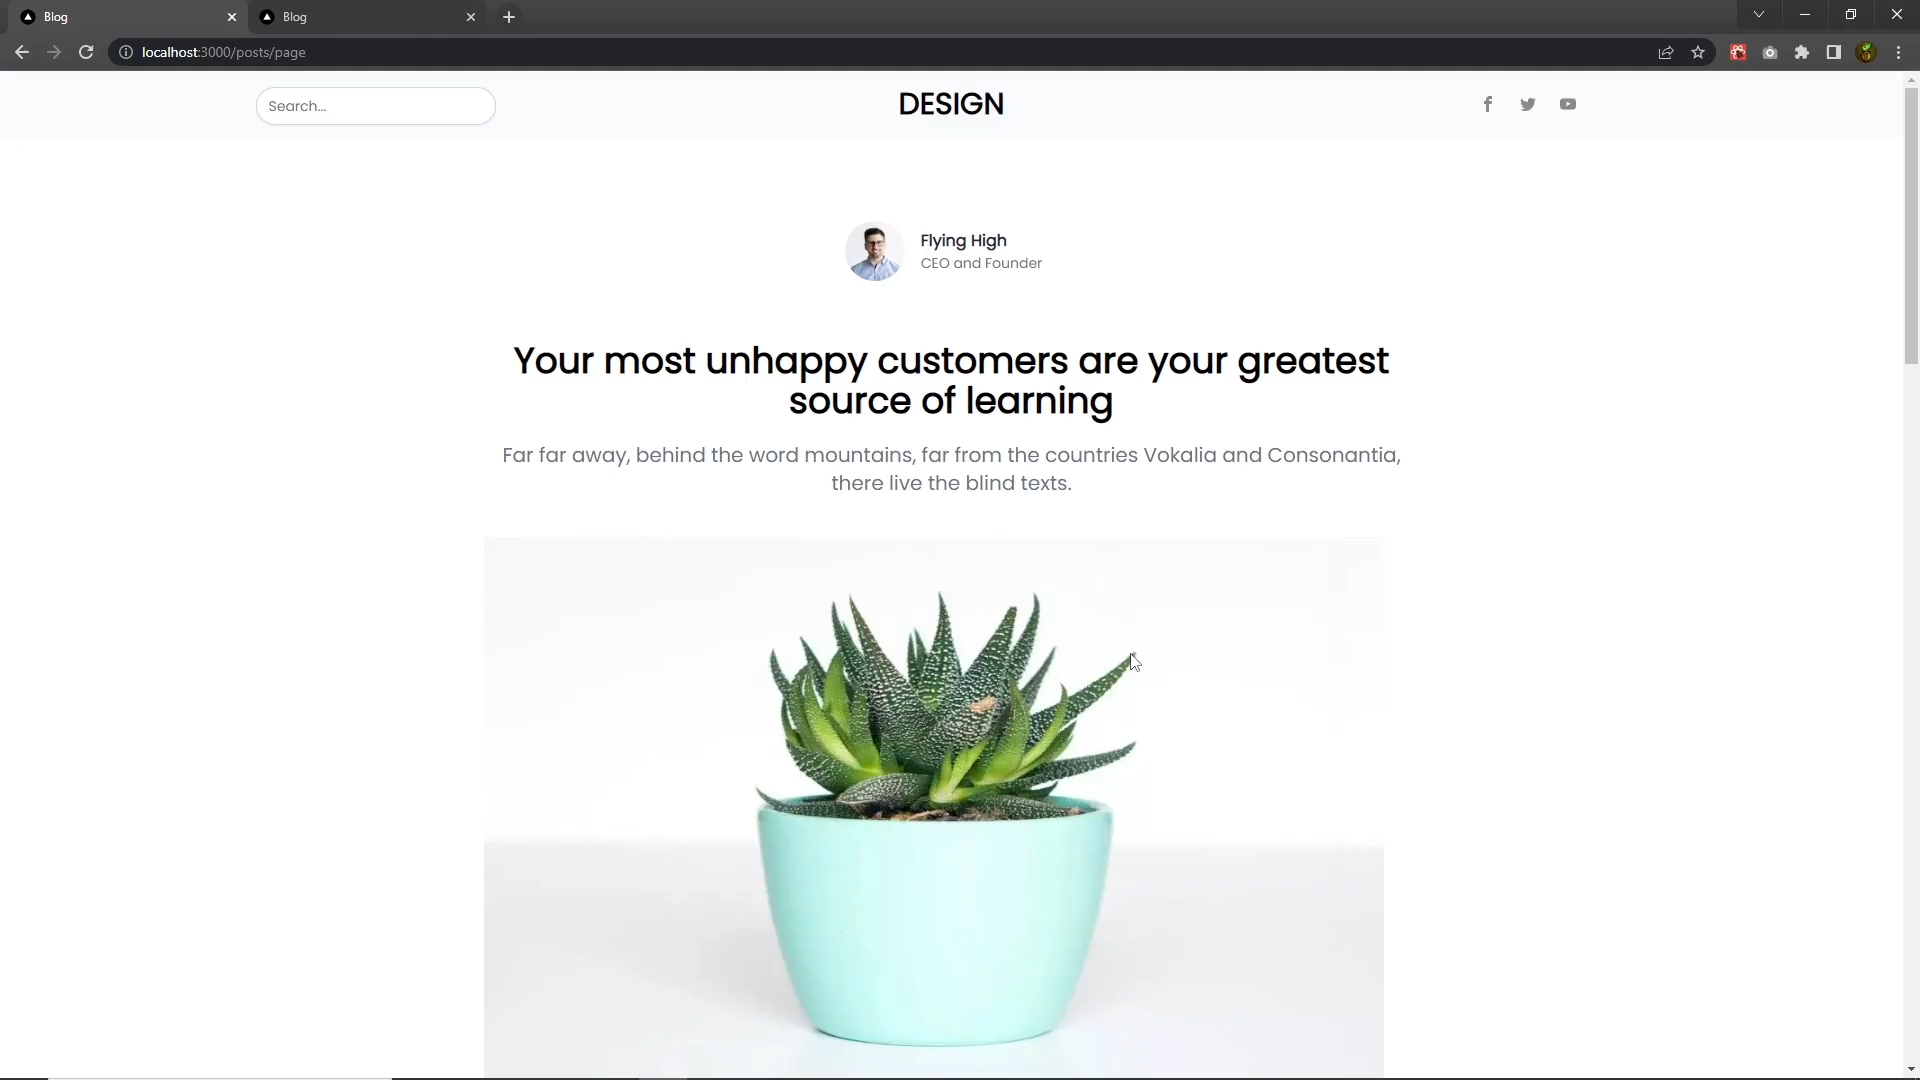 Blog
Blog
localhost:3000/posts/page
Search...
DESIGN
Flying High
CEO and Founder
Your most unhappy customers are your greatest
source of learning
Far far away, behind the word mountains, far from the countries Vokalia and Consonantia,
there live the blind texts.